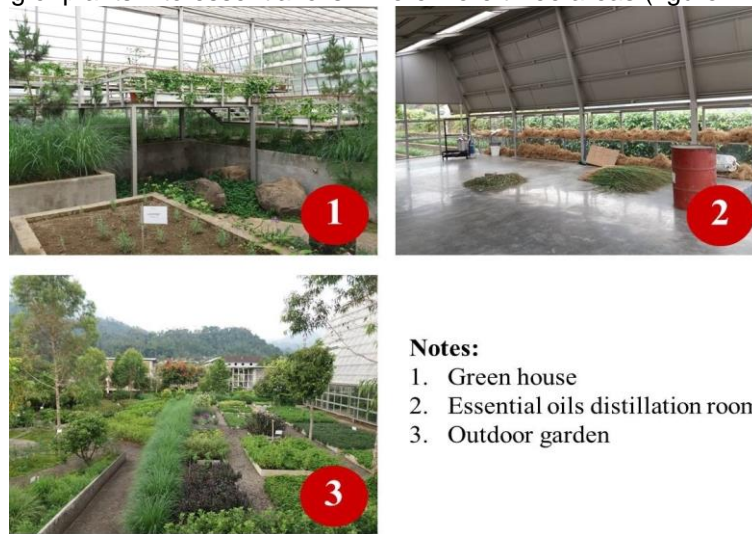 1
2
3
Notes:
1. Green house
2. Essential oils distillation room
3. Outdoor garden